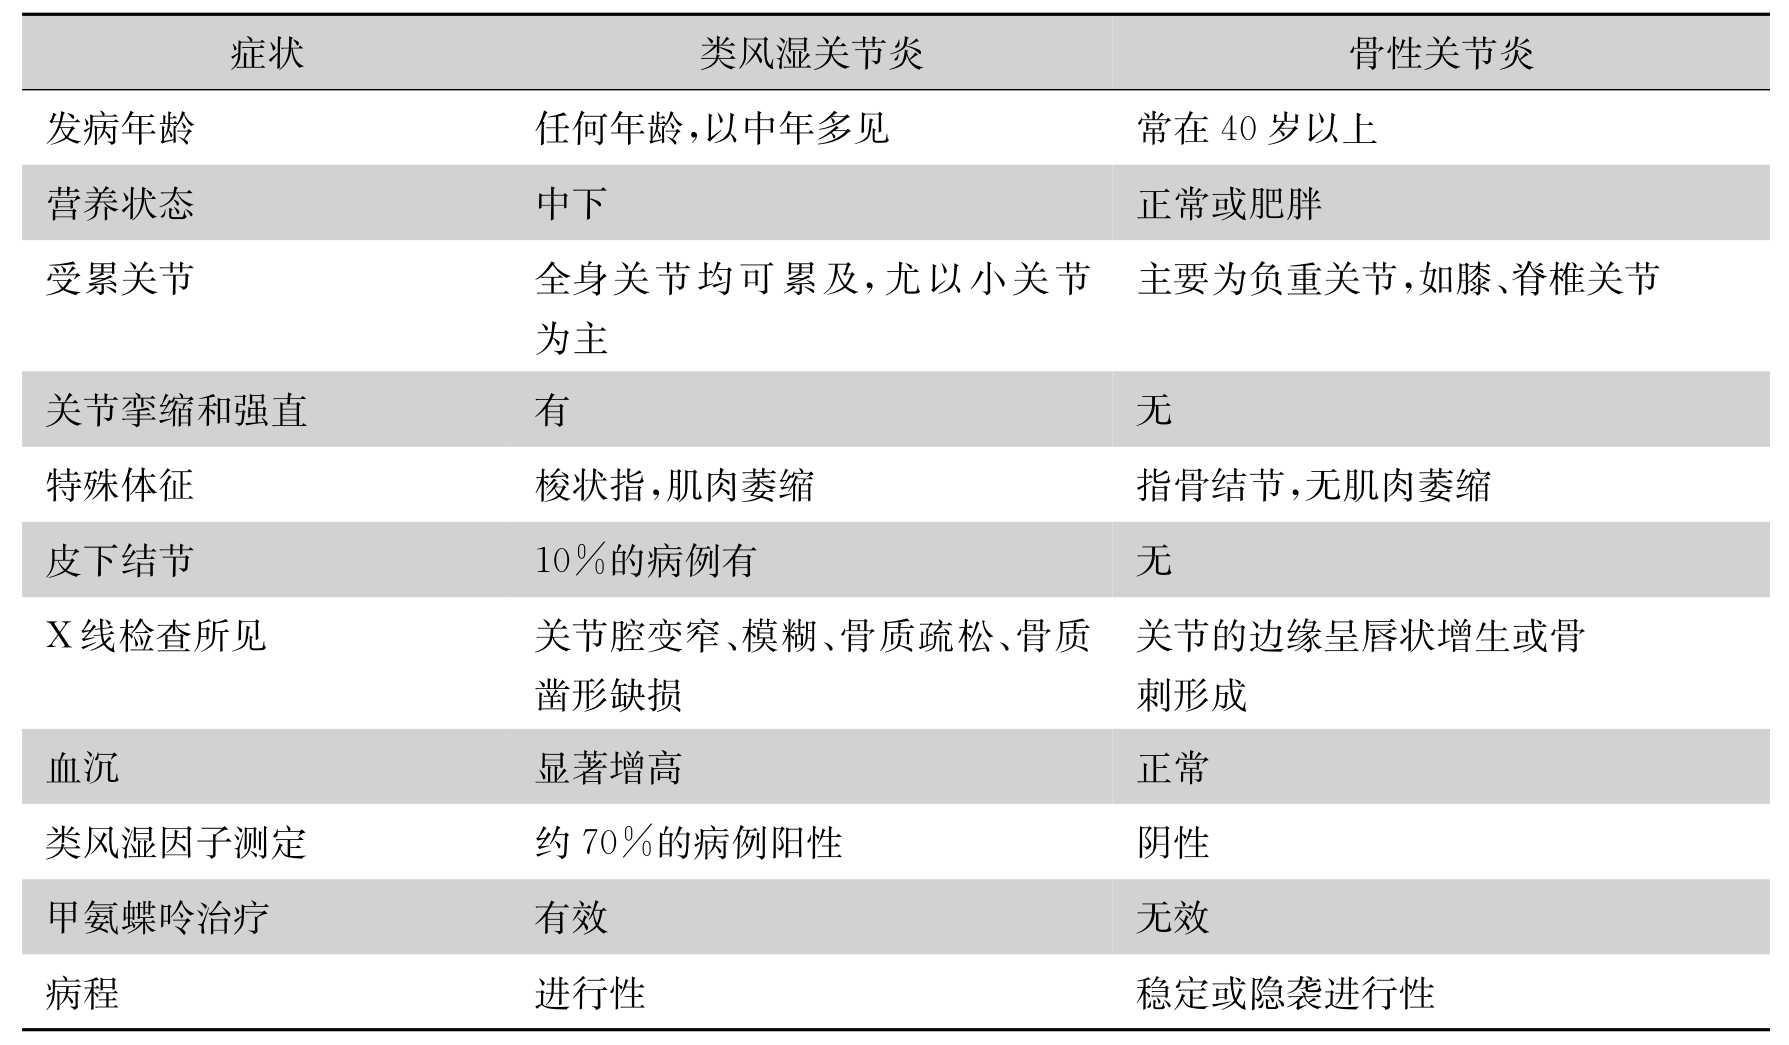 症状 类风湿关节炎 骨性关节炎
发病年龄 任何年龄,以中年多见 常在 40 岁以上
营养状态 中下 正常或肥胖
受累关节 全身关节均可累及,尤以小关节 主要为负重关节,如膝、脊椎关节
为主
关节挛缩和强直 有 无
特殊体征 梭状指,肌肉萎缩 指骨结节,无肌肉萎缩
皮下结节 10%的病例有 无
X线检查所见 关节腔变窄、模糊、骨质疏松、骨质 关节的边缘呈唇状增生或骨
凿形缺损 刺形成
血沉 显著增高 正常
类风湿因子测定 约 70%的病例阳性 阴性
甲氨蝶呤治疗 有效 无效
病程 进行性 稳定或隐袭进行性